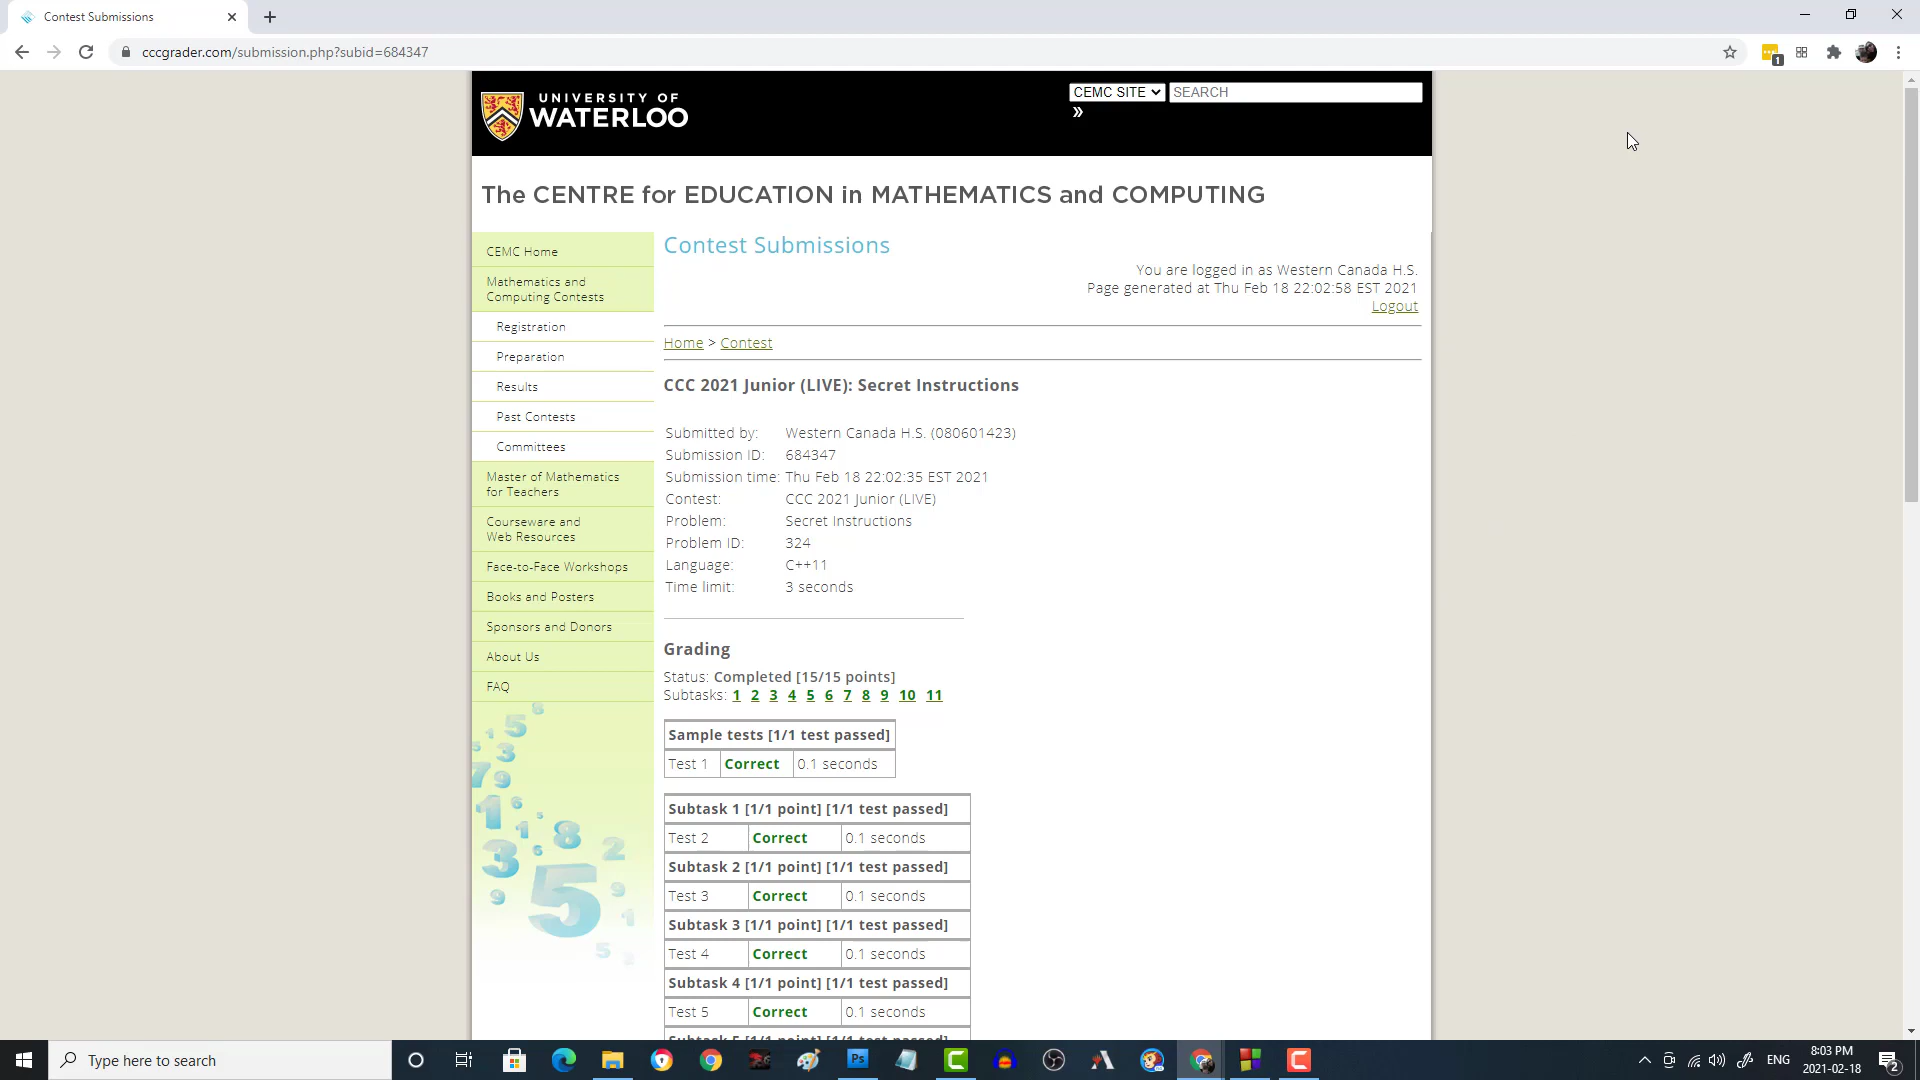 Contest Submissions
cccgrader.com/submission.php?subid=684347
1
UNIVERSITY OF
WATERLOO
CEMC SITE
SEARCH
»
The CENTRE for EDUCATION in MATHEMATICS and COMPUTING
CEMC Home
Mathematics and
Computing Contests
Registration
Preparation
Results
Past Contests
Committees
Master of Mathematics
for Teachers
Courseware and
Web Resources
Face-to-Face Workshops
Books and Posters
Sponsors and Donors
About Us
FAQ
Contest Submissions
You are logged in as Western Canada H.S.
Page generated at Thu Feb 18 22:02:58 EST 2021
Logout
Home > Contest
CCC 2021 Junior (LIVE): Secret Instructions
Submitted by: Western Canada H.S. (080601423)
Submission ID: 684347
Submission time: Thu Feb 18 22:02:35 EST 2021
Contest: CCC 2021 Junior (LIVE)
Problem: Secret Instructions
Problem ID: 324
Language: C++11
Time limit: 3 seconds
Grading
Status: Completed [15/15 points]
Subtasks: 1 2 3 4 5 6 7 8 9 10 11
Sample tests [1/1 test passed]
Test 1 Correct 0.1 seconds
Subtask 1 [1/1 point] [1/1 test passed]
Test 2 Correct 0.1 seconds
Subtask 2 [1/1 point] [1/1 test passed]
Test 3 Correct 0.1 seconds
Subtask 3 [1/1 point] [1/1 test passed]
Test 4 Correct 0.1 seconds
Subtask 4 [1/1 point] [1/1 test passed]
Test 5 Correct 0.1 seconds
Type here to search
Ps
ENG
8:03 PM
2021-02-18
2